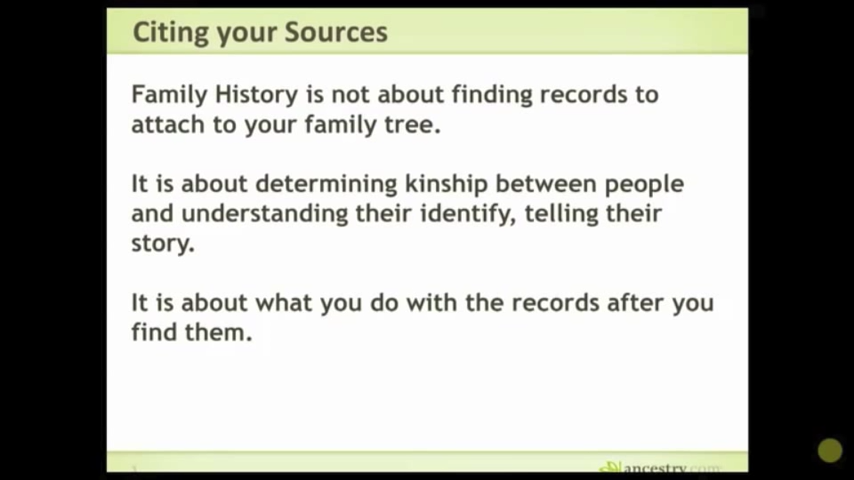 Citing your Sources
Family History is not about finding records to
attach to your family tree.
It is about determining kinship between people
and understanding their identify, telling their
story.
It is about what you do with the records after you
find them.
ancestry.com